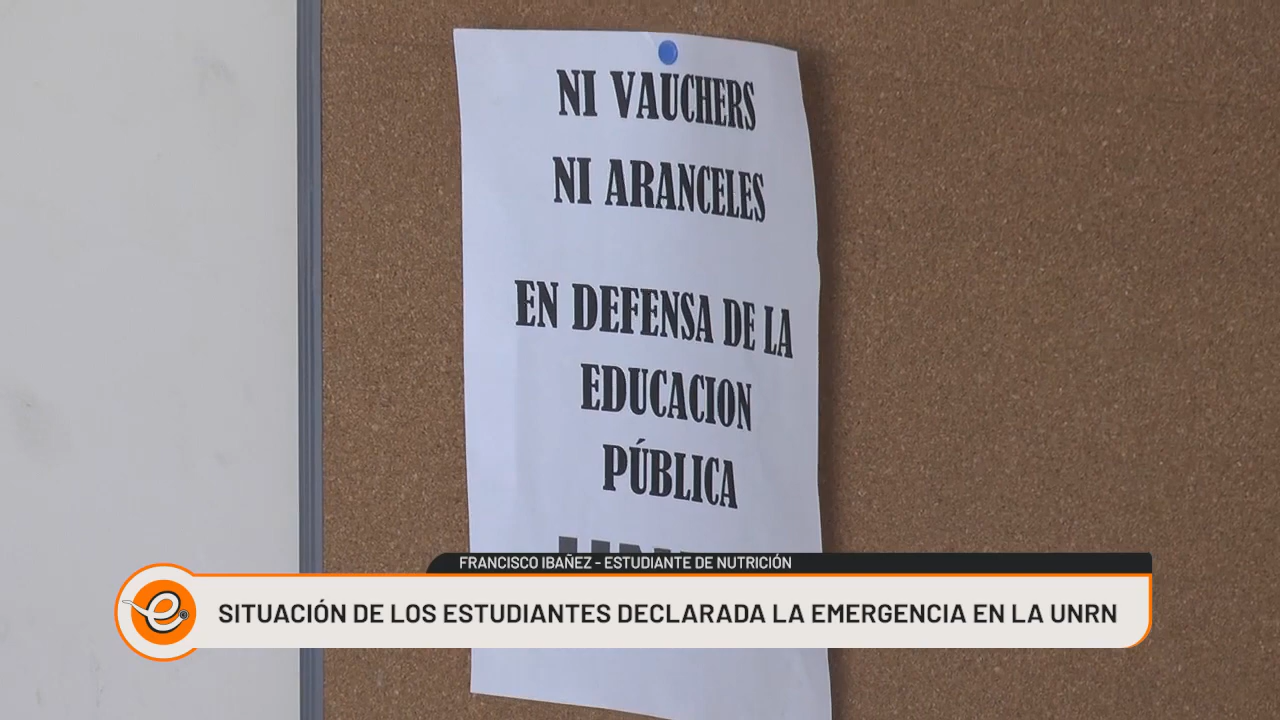 NI VAUCHERS
NI ARANCELES
EN DEFENSA DE LA
EDUCACION
PÚBLICA
FRANCISCO IBAÑEZ - ESTUDIANTE DE NUTRICIÓN
SITUACIÓN DE LOS ESTUDIANTES DECLARADA LA EMERGENCIA EN LA UNRN